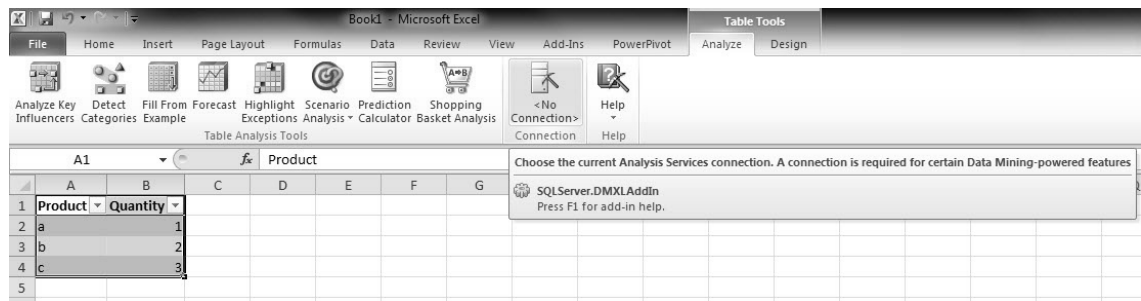 Book1 - Microsoft Excel
Table Tools
File Home Insert Page Layout Formulas Data Review View Add-Ins PowerPivot Analyze Design
Analyze Key Influencers
Detect Categories
Fill From Example
Forecast
Highlight Exceptions
Scenario Analysis
Prediction Calculator
Shopping Basket Analysis
<No Connection>
Help
Table Analysis Tools
Connection
Help
A1 fx Product
Choose the current Analysis Services connection. A connection is required for certain Data Mining-powered features
SQLServer.DMXLAddIn
Press F1 for add-in help.
A B C D E F G
1 Product Quantity
2 a 1
3 b 2
4 c 3
5